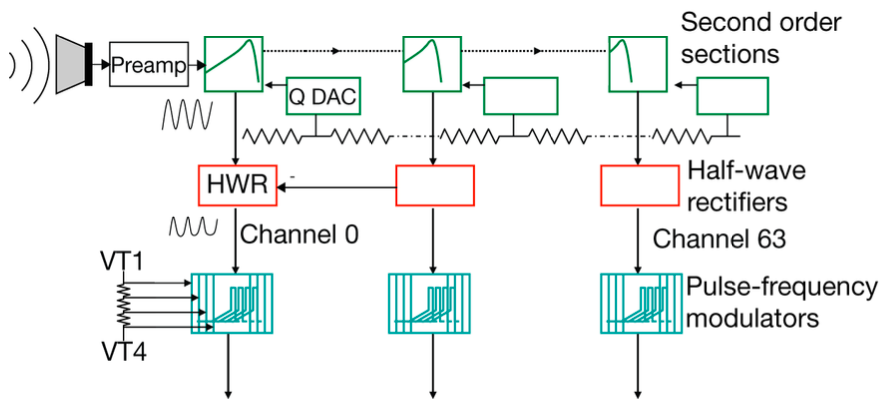 Second order
sections
Preamp
Q DAC
HWR
-
Half-wave
rectifiers
Channel 0
Channel 63
VT1
Pulse-frequency
modulators
VT4